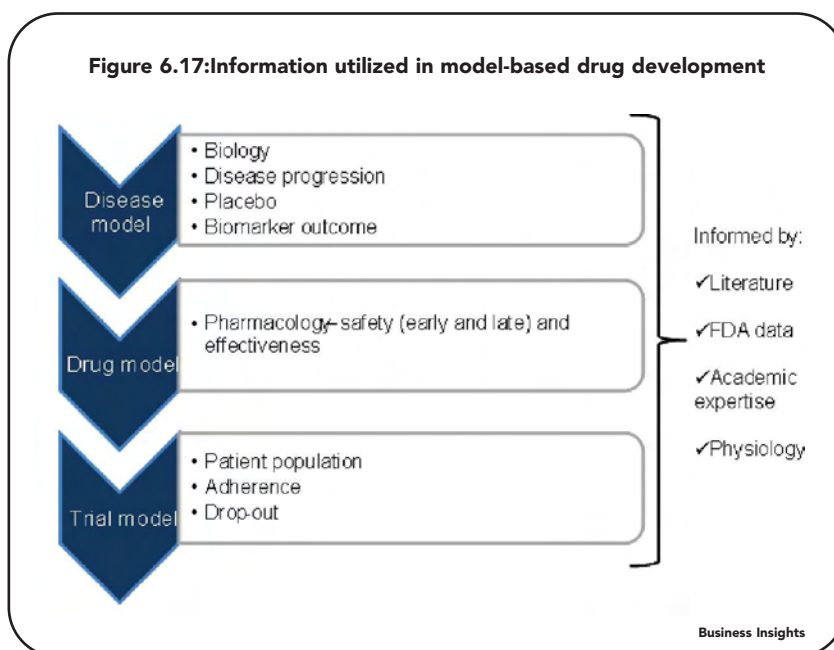 Figure 6.17:Information utilized in model-based drug development
Disease
model
• Biology
• Disease progression
• Placebo
• Biomarker outcome
Drug model
• Pharmacology–safety (early and late) and
effectiveness
Trial model
• Patient population
• Adherence
• Drop-out
Informed by:
✓Literature
✓FDA data
✓Academic
expertise
✓Physiology
Business Insights